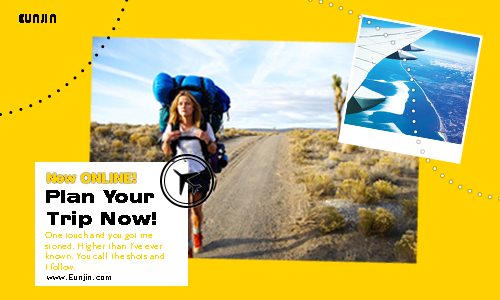 EUNJIN
Now ONLINE!
Plan Your
Trip Now!
One touch and you got me
stoned. Higher than I've ever
known. You call the shots and
I follow.
www.Eunjin.com